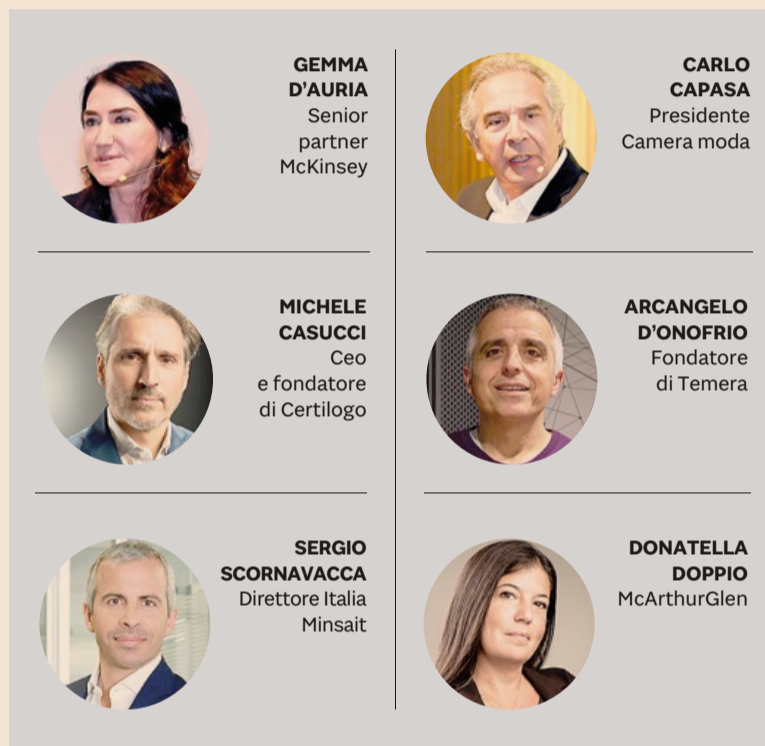 GEMMA
D’AURIA
Senior
partner
McKinsey
CARLO
CAPASA
Presidente
Camera moda
MICHELE
CASUCCI
Ceo
e fondatore
di Certilogo
ARCANGELO
D’ONOFRIO
Fondatore
di Temera
SERGIO
SCORNAVACCA
Direttore Italia
Minsait
DONATELLA
DOPPIO
McArthurGlen